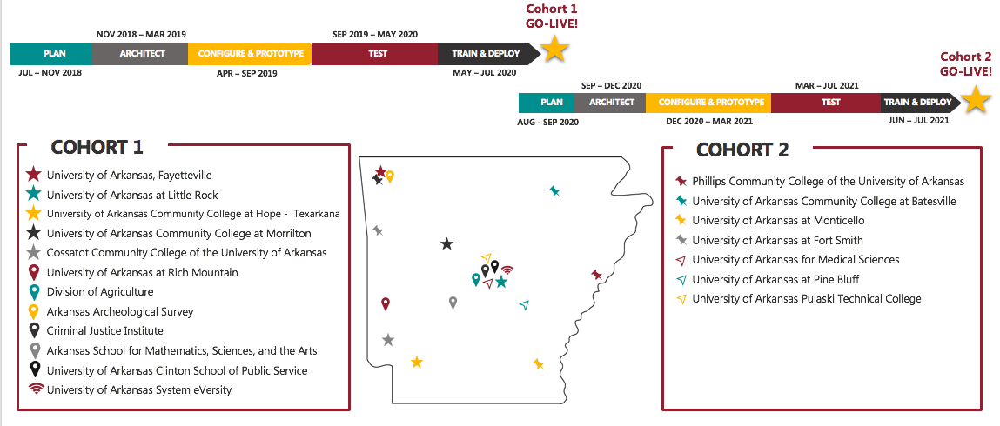 Cohort 1
GO-LIVE!
NOV 2018 – MAR 2019
SEP 2019 – MAY 2020
PLAN
ARCHITECT
CONFIGURE & PROTOTYPE
TEST
TRAIN & DEPLOY
JUL – NOV 2018
APR – SEP 2019
MAY – JUL 2020
Cohort 2
GO-LIVE!
SEP – DEC 2020
MAR – JUL 2021
PLAN
ARCHITECT
CONFIGURE & PROTOTYPE
TEST
TRAIN & DEPLOY
AUG - SEP 2020
DEC 2020 – MAR 2021
JUN – JUL 2021
COHORT 1
University of Arkansas, Fayetteville
University of Arkansas at Little Rock
University of Arkansas Community College at Hope - Texarkana
University of Arkansas Community College at Morrilton
Cossatot Community College of the University of Arkansas
University of Arkansas at Rich Mountain
Division of Agriculture
Arkansas Archeological Survey
Criminal Justice Institute
Arkansas School for Mathematics, Sciences, and the Arts
University of Arkansas Clinton School of Public Service
University of Arkansas System eVersity
COHORT 2
Phillips Community College of the University of Arkansas
University of Arkansas Community College at Batesville
University of Arkansas at Monticello
University of Arkansas at Fort Smith
University of Arkansas for Medical Sciences
University of Arkansas at Pine Bluff
University of Arkansas Pulaski Technical College